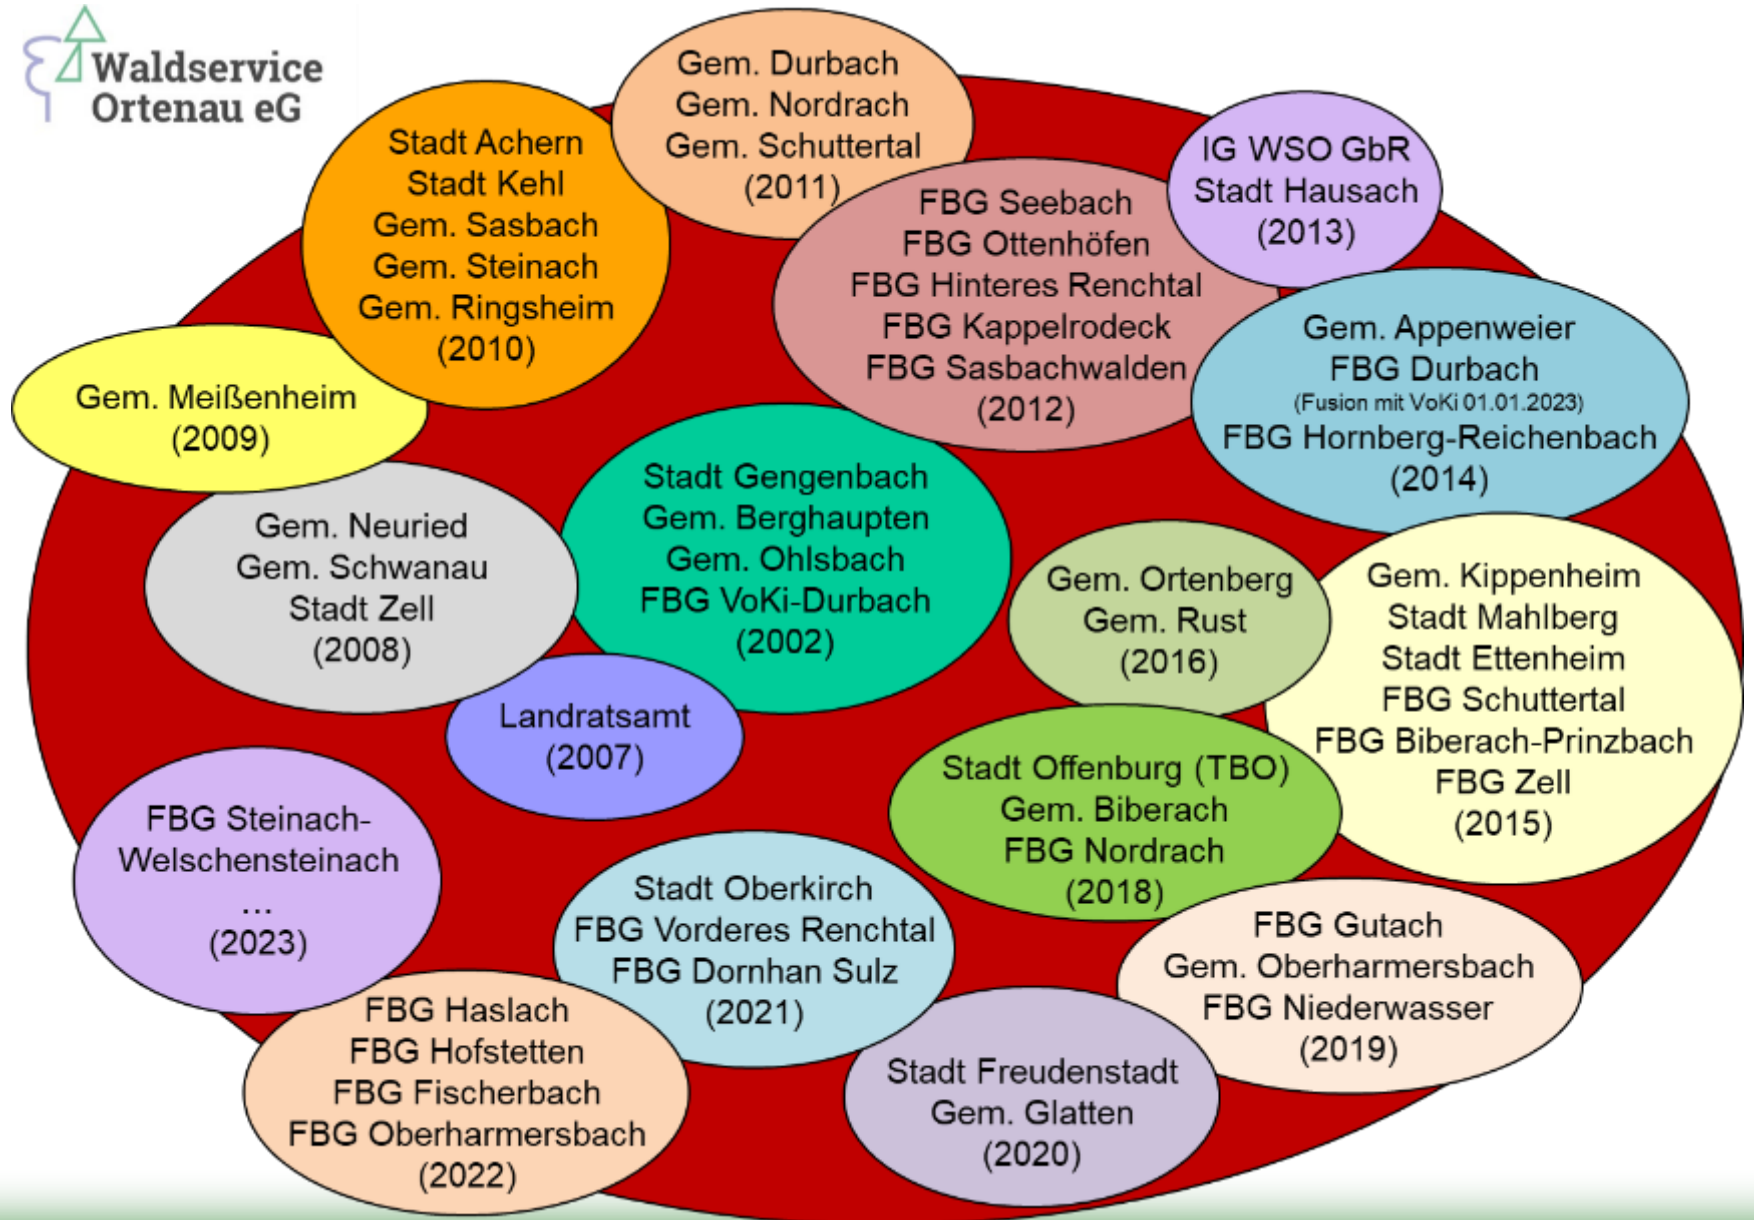 Waldservice
Ortenau eG
Gem. Durbach
Gem. Nordrach
Gem. Schuttertal
(2011)
Stadt Achern
Stadt Kehl
Gem. Sasbach
Gem. Steinach
Gem. Ringsheim
(2010)
IG WSO GbR
Stadt Hausach
(2013)
FBG Seebach
FBG Ottenhöfen
FBG Hinteres Renchtal
FBG Kappelrodeck
FBG Sasbachwalden
(2012)
Gem. Appenweier
FBG Durbach
(Fusion mit VoKi 01.01.2023)
FBG Hornberg-Reichenbach
(2014)
Gem. Meißenheim
(2009)
Stadt Gengenbach
Gem. Berghaupten
Gem. Ohlsbach
FBG VoKi-Durbach
(2002)
Gem. Neuried
Gem. Schwanau
Stadt Zell
(2008)
Gem. Ortenberg
Gem. Rust
(2016)
Gem. Kippenheim
Stadt Mahlberg
Stadt Ettenheim
FBG Schuttertal
FBG Biberach-Prinzbach
FBG Zell
(2015)
Landratsamt
(2007)
Stadt Offenburg (TBO)
Gem. Biberach
FBG Nordrach
(2018)
FBG Steinach-
Welschensteinach
...
(2023)
Stadt Oberkirch
FBG Vorderes Renchtal
FBG Dornhan Sulz
(2021)
FBG Gutach
Gem. Oberharmersbach
FBG Niederwasser
(2019)
FBG Haslach
FBG Hofstetten
FBG Fischerbach
FBG Oberharmersbach
(2022)
Stadt Freudenstadt
Gem. Glatten
(2020)